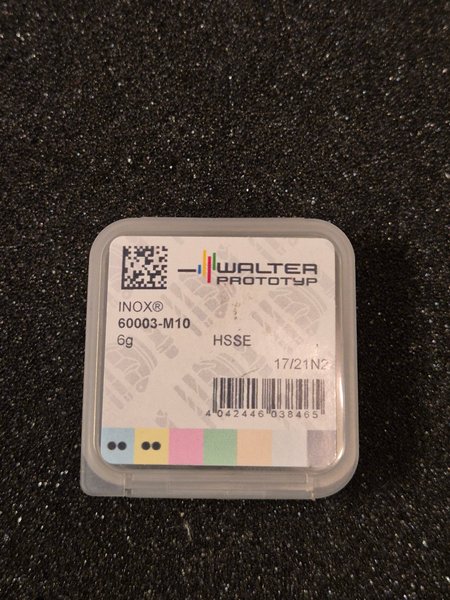 WALTER
PROTOTYP
INOX®
60003-M10
6g HSSE
17/21N2
4 042446 038465